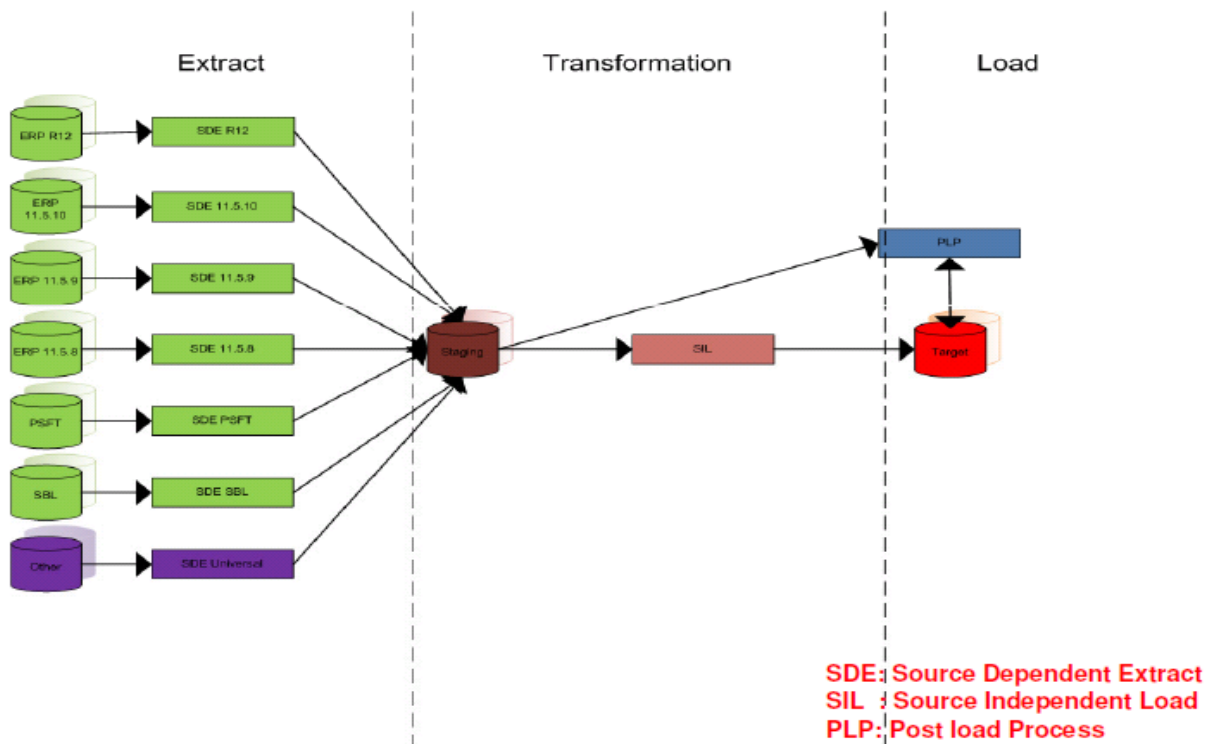 Extract
Transformation
Load
ERP R12
SDE R12
ERP
11.5.10
SDE 11.5.10
ERP 11.5.9
SDE 11.5.9
ERP 11.5.8
SDE 11.5.8
PSFT
SDE PSFT
SBL
SDE SBL
Other
SDE Universal
Staging
SIL
PLP
Target
SDE: Source Dependent Extract
SIL : Source Independent Load
PLP: Post load Process